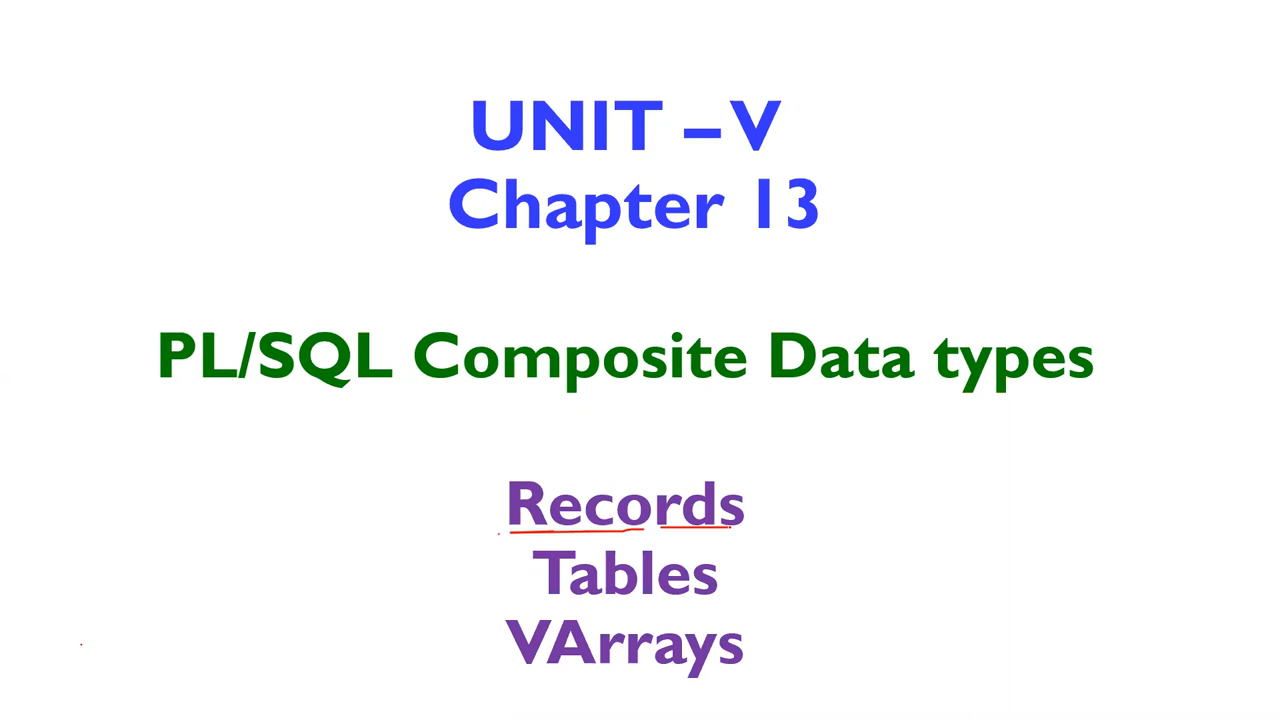 UNIT – V
Chapter 13
PL/SQL Composite Data types
Records
Tables
VArrays